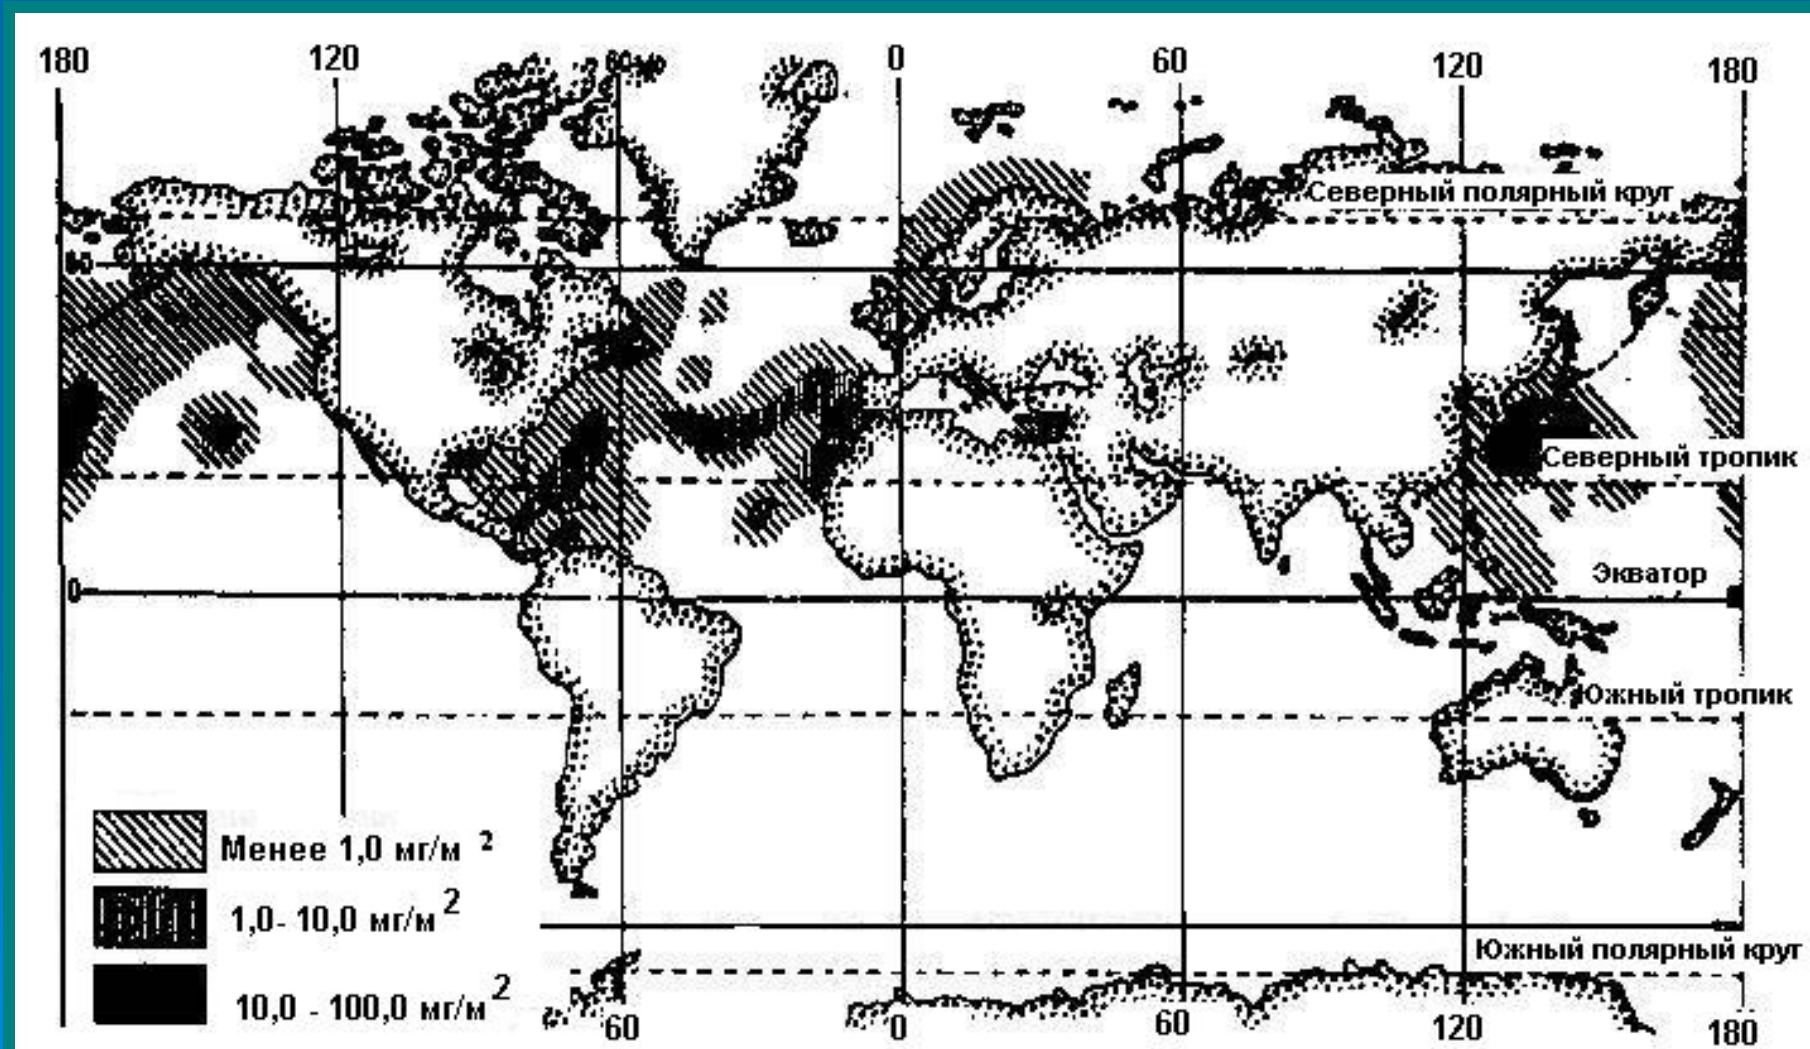 180 120 60 0 60 120 180
Северный полярный круг
60
Северный тропик
Экватор
0
Южный тропик
Менее 1,0 мг/м 2
1,0- 10,0 мг/м 2
Южный полярный круг
10,0 - 100,0 мг/м 2
60 0 60 120 180